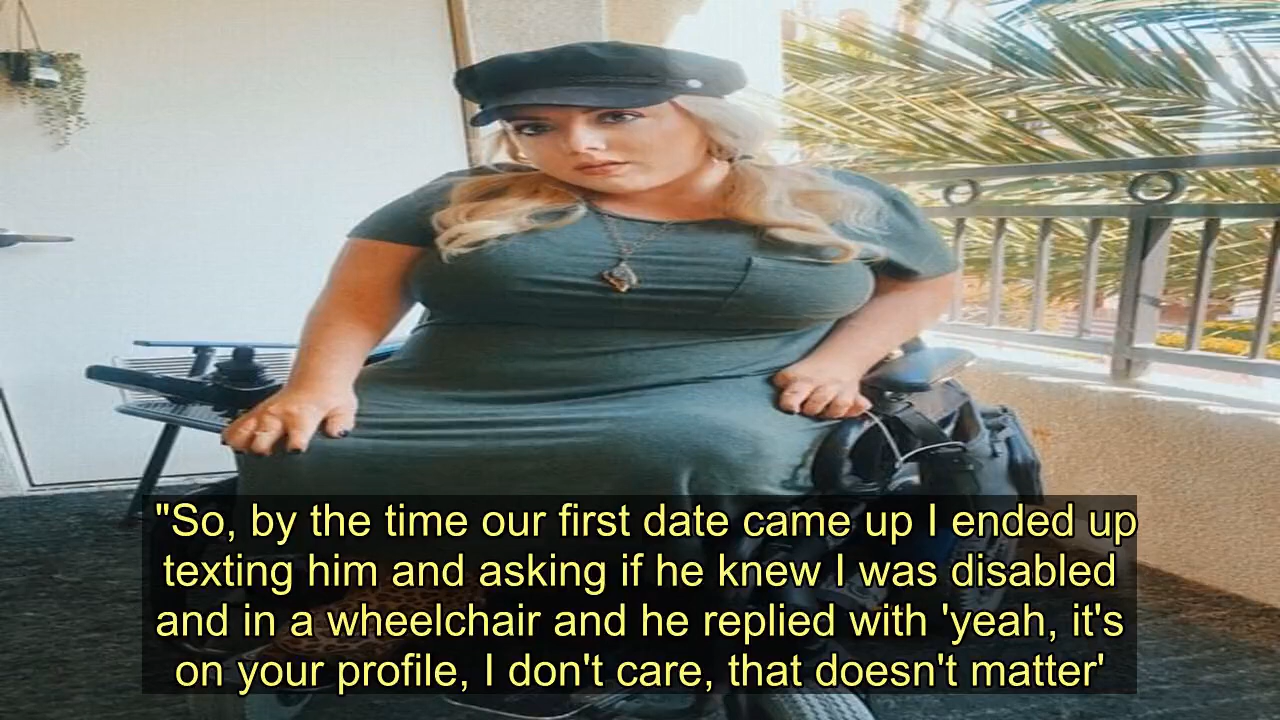 "So, by the time our first date came up I ended up
texting him and asking if he knew I was disabled
and in a wheelchair and he replied with 'yeah, it's
on your profile, I don't care, that doesn't matter'